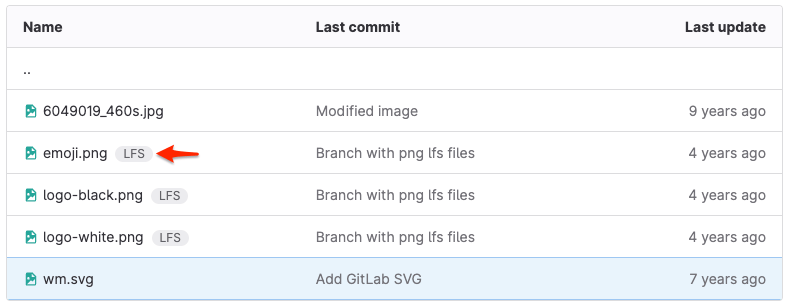 Name Last commit Last update
..
6049019_460s.jpg Modified image 9 years ago
emoji.png LFS Branch with png lfs files 4 years ago
logo-black.png LFS Branch with png lfs files 4 years ago
logo-white.png LFS Branch with png lfs files 4 years ago
wm.svg Add GitLab SVG 7 years ago